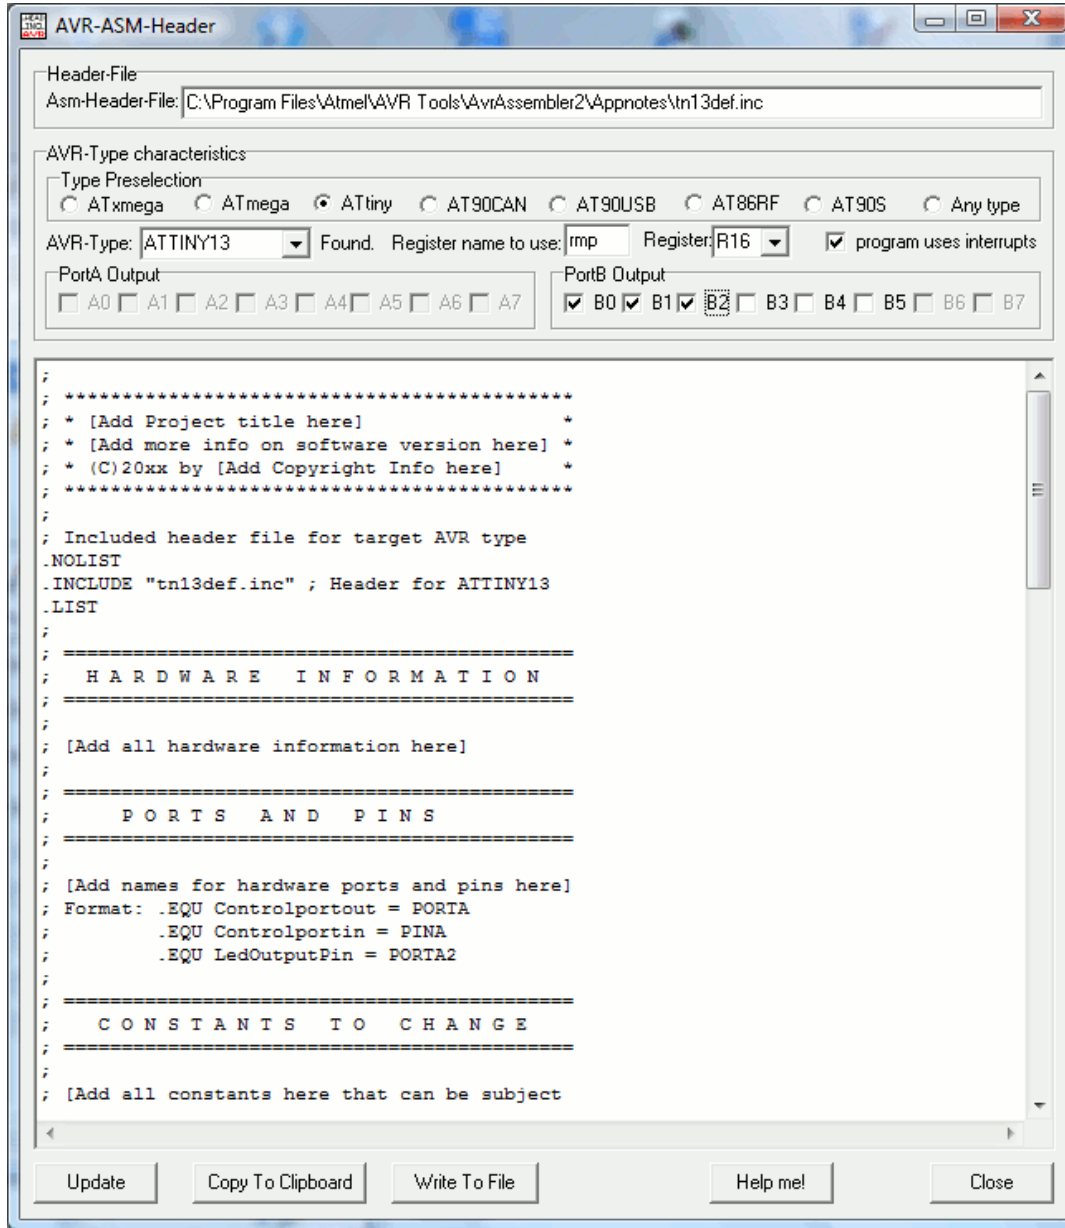 AVR-ASM-Header
Header-File
Asm-Header-File: C:\Program Files\Atmel\AVR Tools\AvrAssembler2\Appnotes\tn13def.inc
AVR-Type characteristics
Type Preselection
ATxmega ATmega ATtiny AT90CAN AT90USB AT86RF AT90S Any type
AVR-Type: ATTINY13 Found. Register name to use: rmp Register: R16 program uses interrupts
PortA Output PortB Output
A0 A1 A2 A3 A4 A5 A6 A7 B0 B1 B2 B3 B4 B5 B6 B7
;
; ********************************************
; * [Add Project title here]                 *
; * [Add more info on software version here] *
; * (C)20xx by [Add Copyright Info here]     *
; ********************************************
;
; Included header file for target AVR type
.NOLIST
.INCLUDE "tn13def.inc" ; Header for ATTINY13
.LIST
;
; ============================================
;   H A R D W A R E   I N F O R M A T I O N
; ============================================
;
; [Add all hardware information here]
;
; ============================================
;      P O R T S   A N D   P I N S
; ============================================
;
; [Add names for hardware ports and pins here]
; Format: .EQU Controlportout = PORTA
;         .EQU Controlportin = PINA
;         .EQU LedOutputPin = PORTA2
;
; ============================================
;    C O N S T A N T S   T O   C H A N G E
; ============================================
;
; [Add all constants here that can be subject
Update Copy To Clipboard Write To File Help me! Close